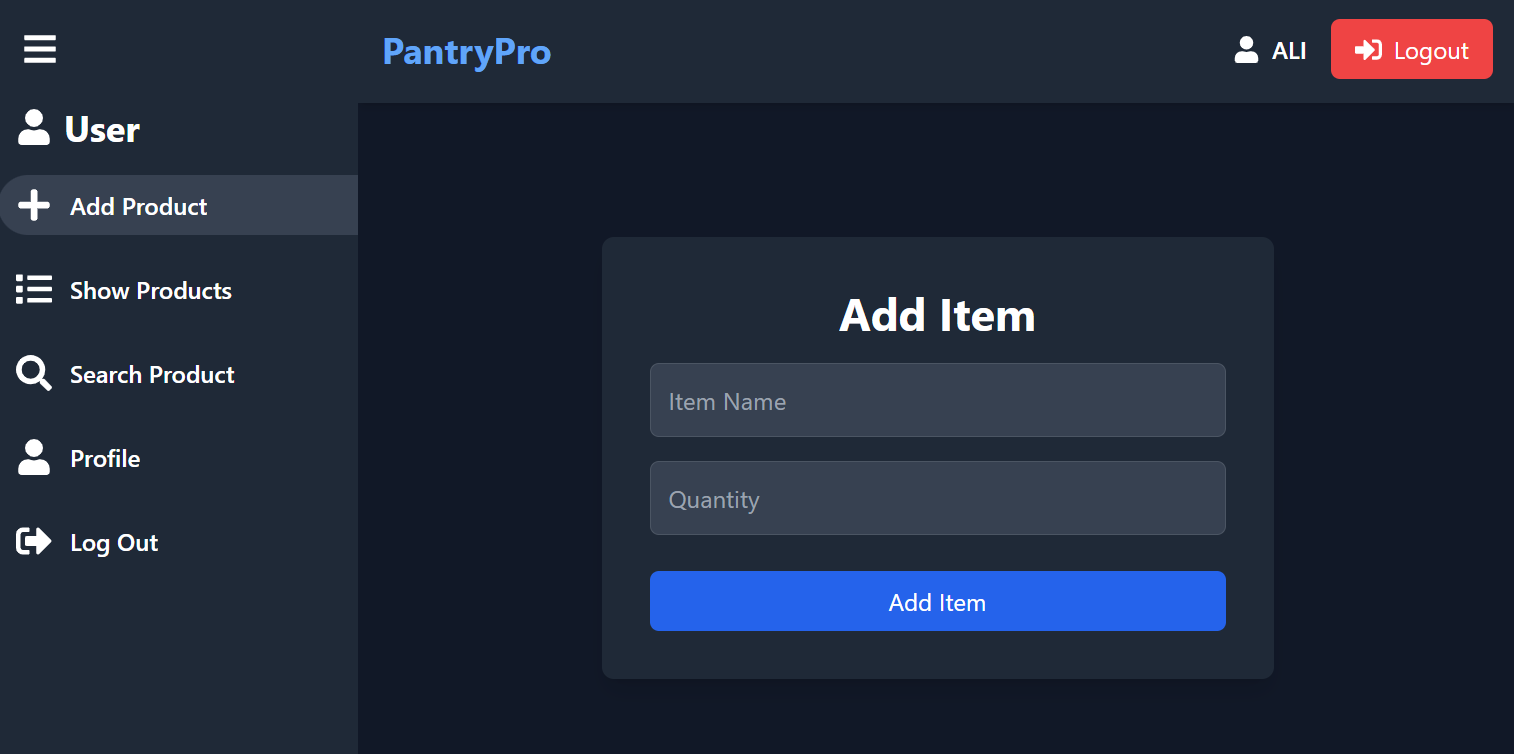 PantryPro
ALI
Logout
User
Add Product
Show Products
Search Product
Profile
Log Out
Add Item
Item Name
Quantity
Add Item